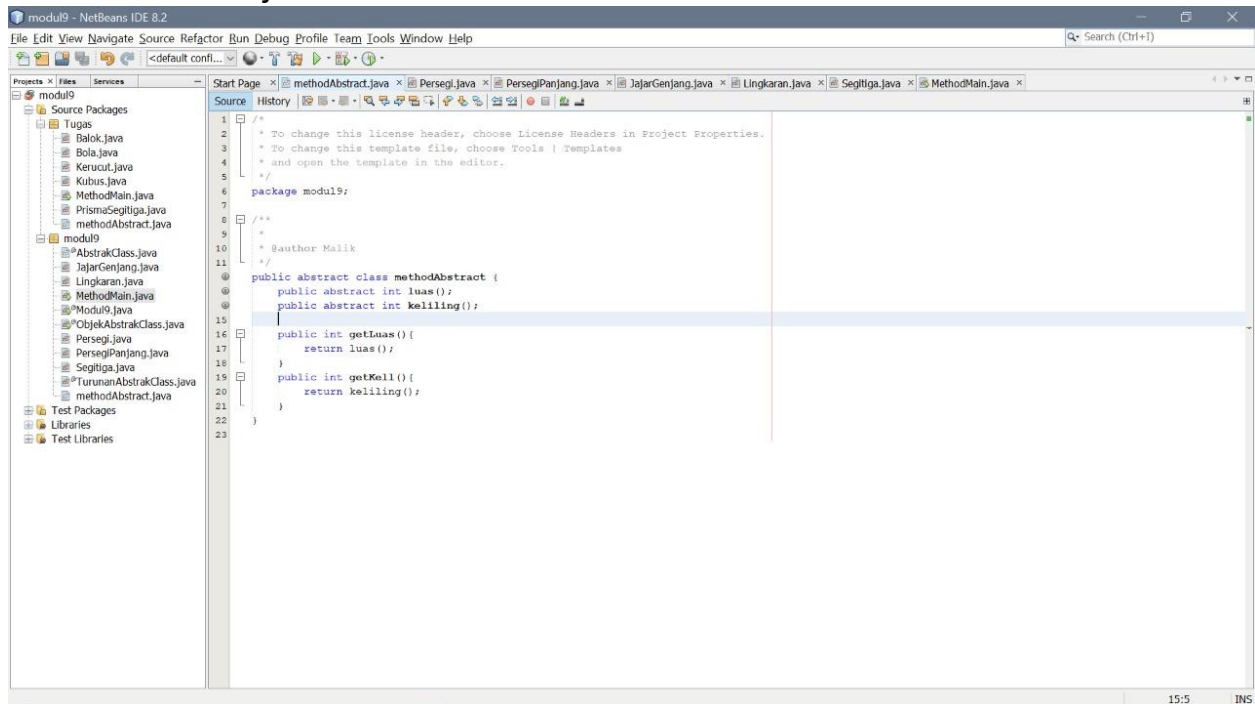 modul9 - NetBeans IDE 8.2
File Edit View Navigate Source Refactor Run Debug Profile Team Tools Window Help
Search (Ctrl+I)
<default confi...
Projects × Files Services
Start Page × methodAbstract.java × Persegi.java × PersegiPanjang.java × JajarGenjang.java × Lingkaran.java × Segitiga.java × MethodMain.java ×
Source History
modul9
Source Packages
Tugas
Balok.java
Bola.java
Kerucut.java
Kubus.java
MethodMain.java
PrismaSegitiga.java
methodAbstract.java
modul9
AbstrakClass.java
JajarGenjang.java
Lingkaran.java
MethodMain.java
Modul9.java
ObjekAbstrakClass.java
Persegi.java
PersegiPanjang.java
Segitiga.java
TurunanAbstrakClass.java
methodAbstract.java
Test Packages
Libraries
Test Libraries
1 /*
2 * To change this license header, choose License Headers in Project Properties.
3 * To change this template file, choose Tools | Templates
4 * and open the template in the editor.
5 */
6 package modul9;
7
8 /**
9 *
10 * @author Malik
11 */
public abstract class methodAbstract {
public abstract int luas();
public abstract int keliling();
15
16 public int getLuas(){
17 return luas();
18 }
19 public int getKell(){
20 return keliling();
21 }
22 }
23
15:5 INS